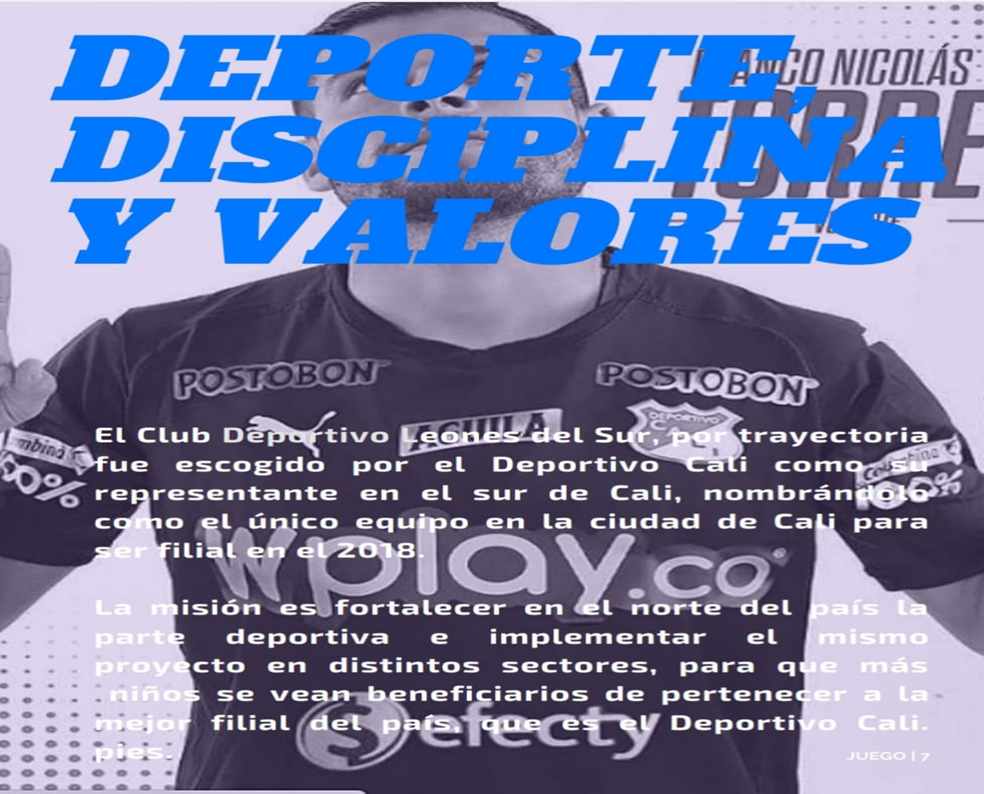 DEPORTE,
DISCIPLINA
Y VALORES
NICOLÁS
POSTOBON
POSTOBON
AGUILA
DEPORTIVO
El Club Deportivo Leones del Sur, por trayectoria
fue escogido por el Deportivo Cali como su
representante en el sur de Cali, nombrándolo
como el único equipo en la ciudad de Cali para
ser filial en el 2018.
wplay.co
La misión es fortalecer en el norte del país la
parte deportiva e implementar el mismo
proyecto en distintos sectores, para que más
niños se vean beneficiarios de pertenecer a la
mejor filial del país, que es el Deportivo Cali.
efecty
pies.
JUEGO | 7